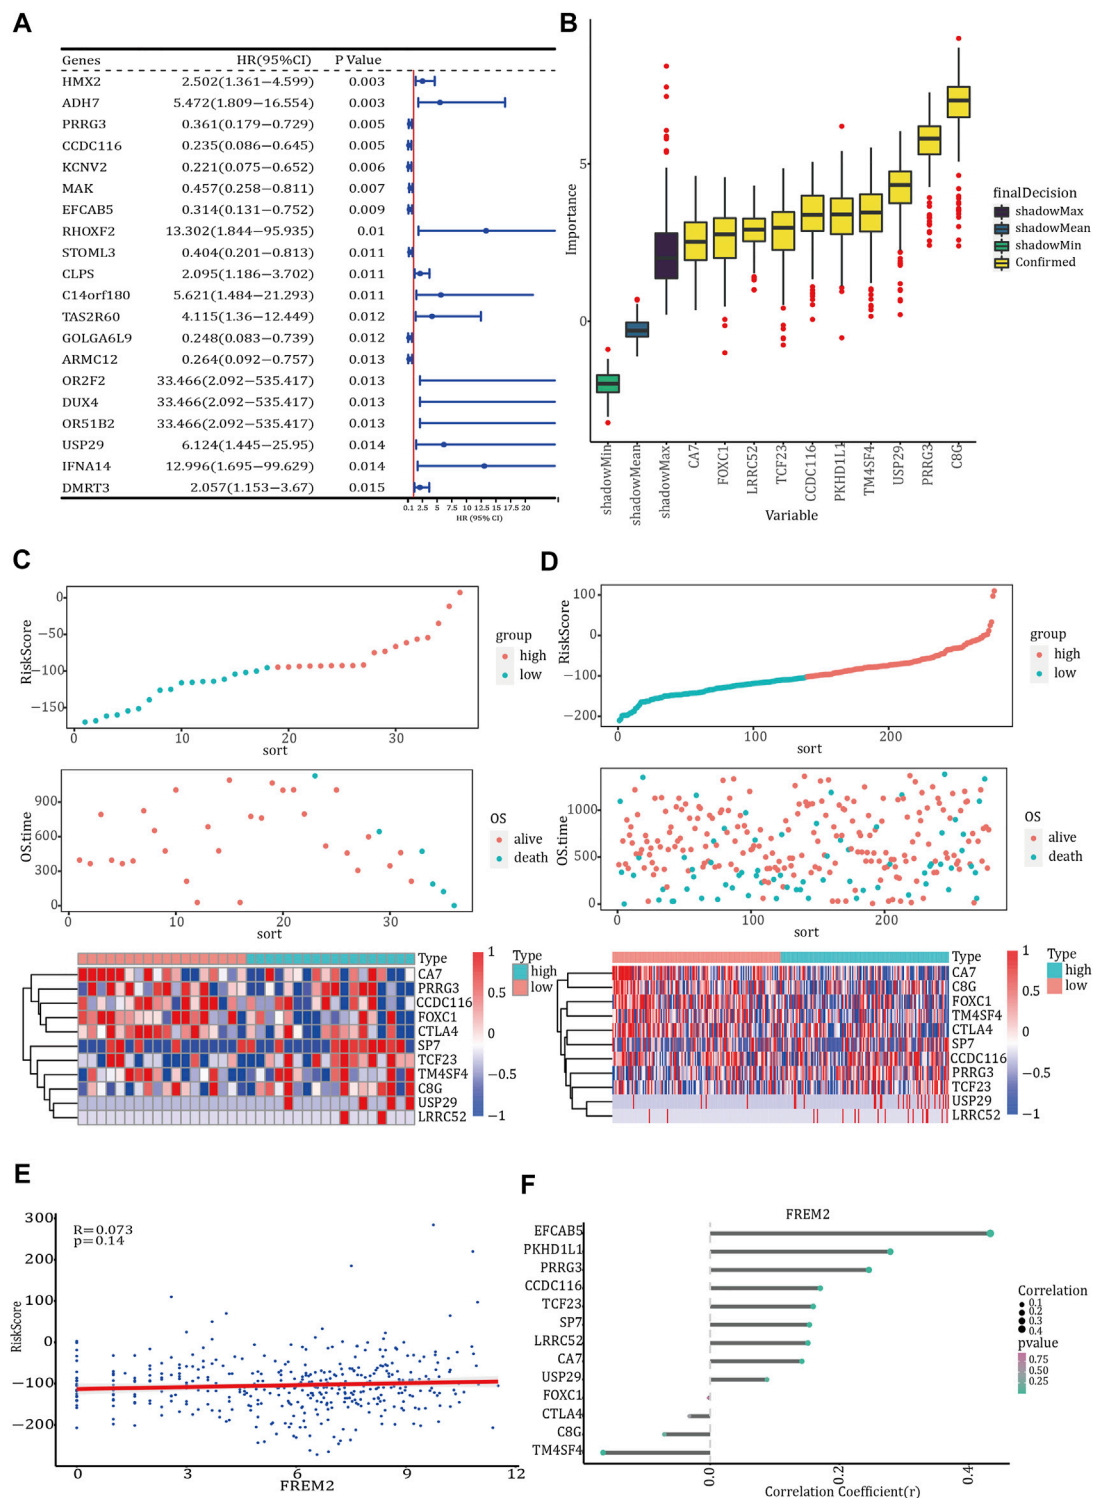 A
Genes HR(95%CI) P Value
HMX2 2.502(1.361−4.599) 0.003
ADH7 5.472(1.809−16.554) 0.003
PRRG3 0.361(0.179−0.729) 0.005
CCDC116 0.235(0.086−0.645) 0.005
KCNV2 0.221(0.075−0.652) 0.006
MAK 0.457(0.258−0.811) 0.007
EFCAB5 0.314(0.131−0.752) 0.009
RHOXF2 13.302(1.844−95.935) 0.01
STOML3 0.404(0.201−0.813) 0.011
CLPS 2.095(1.186−3.702) 0.011
C14orf180 5.621(1.484−21.293) 0.011
TAS2R60 4.115(1.36−12.449) 0.012
GOLGA6L9 0.248(0.083−0.739) 0.012
ARMC12 0.264(0.092−0.757) 0.013
OR2F2 33.466(2.092−535.417) 0.013
DUX4 33.466(2.092−535.417) 0.013
OR51B2 33.466(2.092−535.417) 0.013
USP29 6.124(1.445−25.95) 0.014
IFNA14 12.996(1.695−99.629) 0.014
DMRT3 2.057(1.153−3.67) 0.015
0.1 2.5 5 7.5 10 12.5 15 17.5 20
HR (95% CI)
B
Importance
5
0
shadowMin
shadowMean
shadowMax
CA7
FOXC1
LRRC52
TCF23
CCDC116
PKHD1L1
TM4SF4
USP29
PRRG3
C8G
Variable
finalDecision
shadowMax
shadowMean
shadowMin
Confirmed
C
RiskScore
0
−50
−100
−150
0 10 20 30
sort
group
high
low
OS.time
900
600
300
0
0 10 20 30
sort
OS
alive
death
Type
CA7
PRRG3
CCDC116
FOXC1
CTLA4
SP7
TCF23
TM4SF4
C8G
USP29
LRRC52
1
0.5
0
−0.5
−1
Type
high
low
D
RiskScore
100
0
−100
−200
0 100 200
sort
group
high
low
OS.time
1000
500
0
0 100 200
sort
OS
alive
death
Type
CA7
C8G
FOXC1
TM4SF4
CTLA4
SP7
CCDC116
PRRG3
TCF23
USP29
LRRC52
1
0.5
0
−0.5
−1
Type
high
low
E
R=0.073
p=0.14
RiskScore
300
200
100
0
−100
−200
0 3 6 9 12
FREM2
F
FREM2
EFCAB5
PKHD1L1
PRRG3
CCDC116
TCF23
SP7
LRRC52
CA7
USP29
FOXC1
CTLA4
C8G
TM4SF4
0.0 0.2 0.4
Correlation Coefficient(r)
Correlation
0.1
0.2
0.3
0.4
pvalue
0.75
0.50
0.25